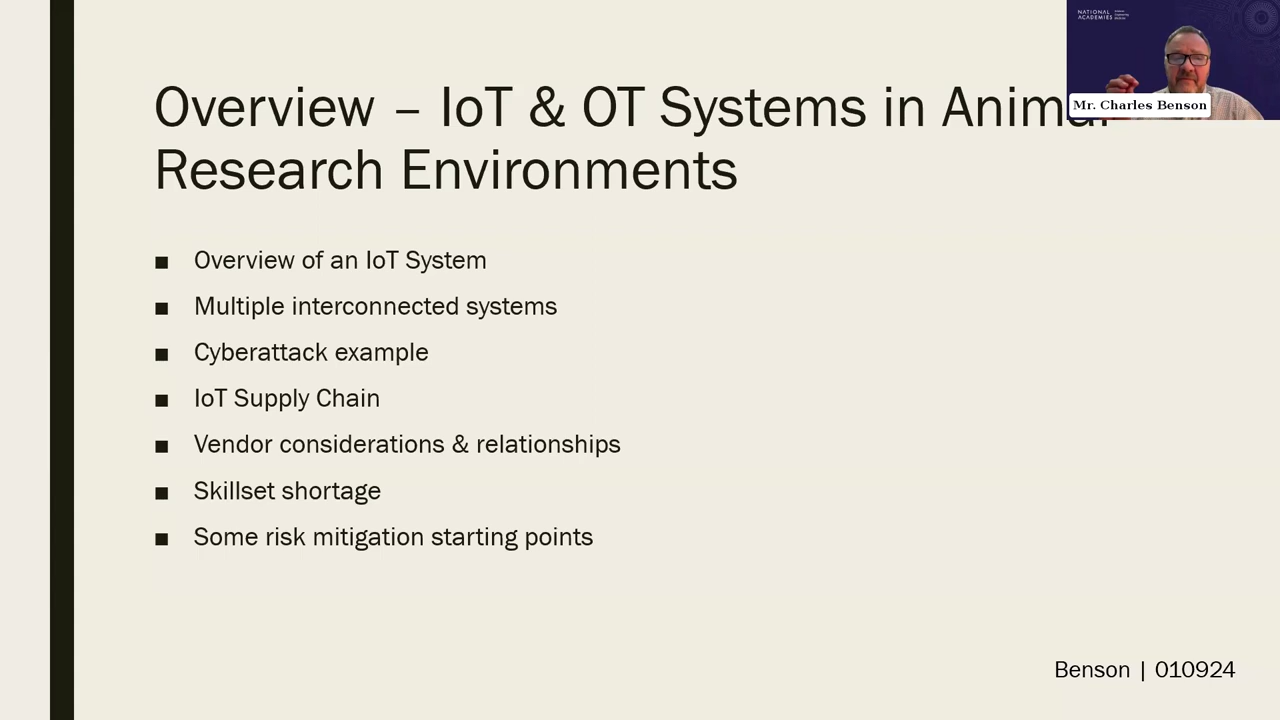 NATIONAL
ACADEMIES
Mr. Charles Benson
Overview – IoT & OT Systems in Animal
Research Environments
■ Overview of an IoT System
■ Multiple interconnected systems
■ Cyberattack example
■ IoT Supply Chain
■ Vendor considerations & relationships
■ Skillset shortage
■ Some risk mitigation starting points
Benson | 010924